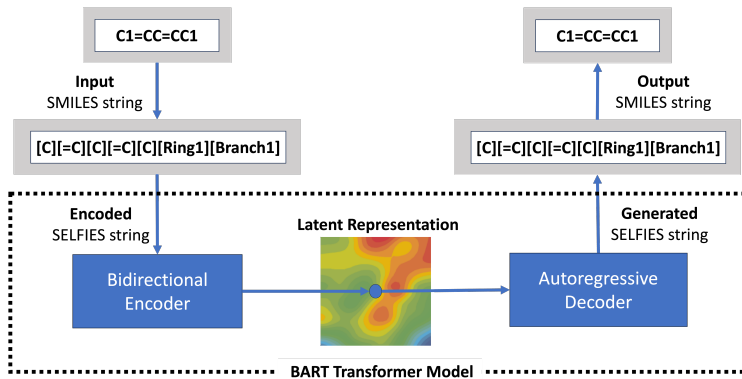 C1=CC=CC1
C1=CC=CC1
Input
SMILES string
Output
SMILES string
[C][=C][C][=C][C][Ring1][Branch1]
[C][=C][C][=C][C][Ring1][Branch1]
Encoded
SELFIES string
Latent Representation
Generated
SELFIES string
Bidirectional
Encoder
Autoregressive
Decoder
BART Transformer Model